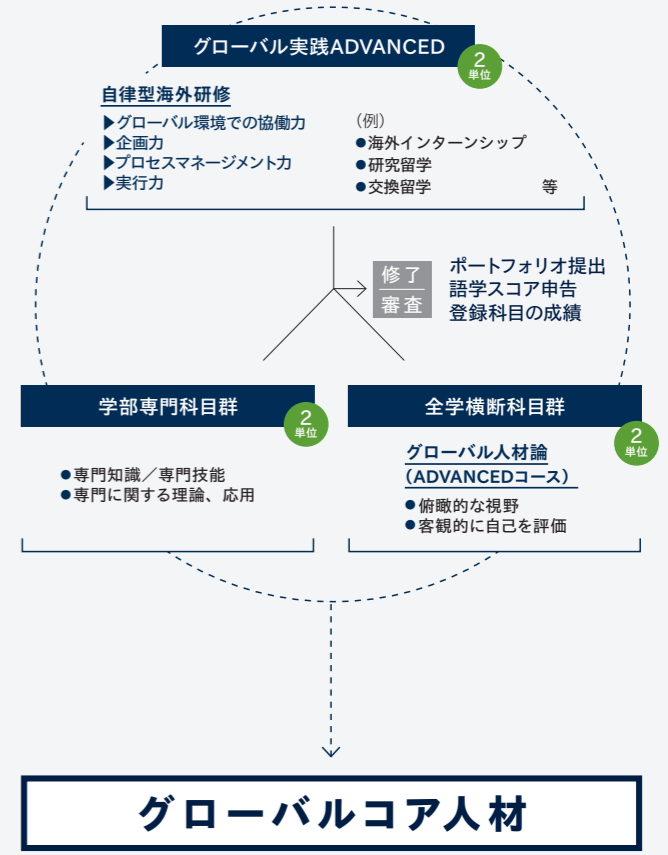 グローバル実践ADVANCED
2
単位
自律型海外研修
▶グローバル環境での協働力
▶企画力
▶プロセスマネージメント力
▶実行力
（例）
●海外インターンシップ
●研究留学
●交換留学 等
修了
審査
ポートフォリオ提出
語学スコア申告
登録科目の成績
学部専門科目群
2
単位
●専門知識／専門技能
●専門に関する理論、応用
全学横断科目群
2
単位
グローバル人材論
（ADVANCEDコース）
●俯瞰的な視野
●客観的に自己を評価
グローバルコア人材